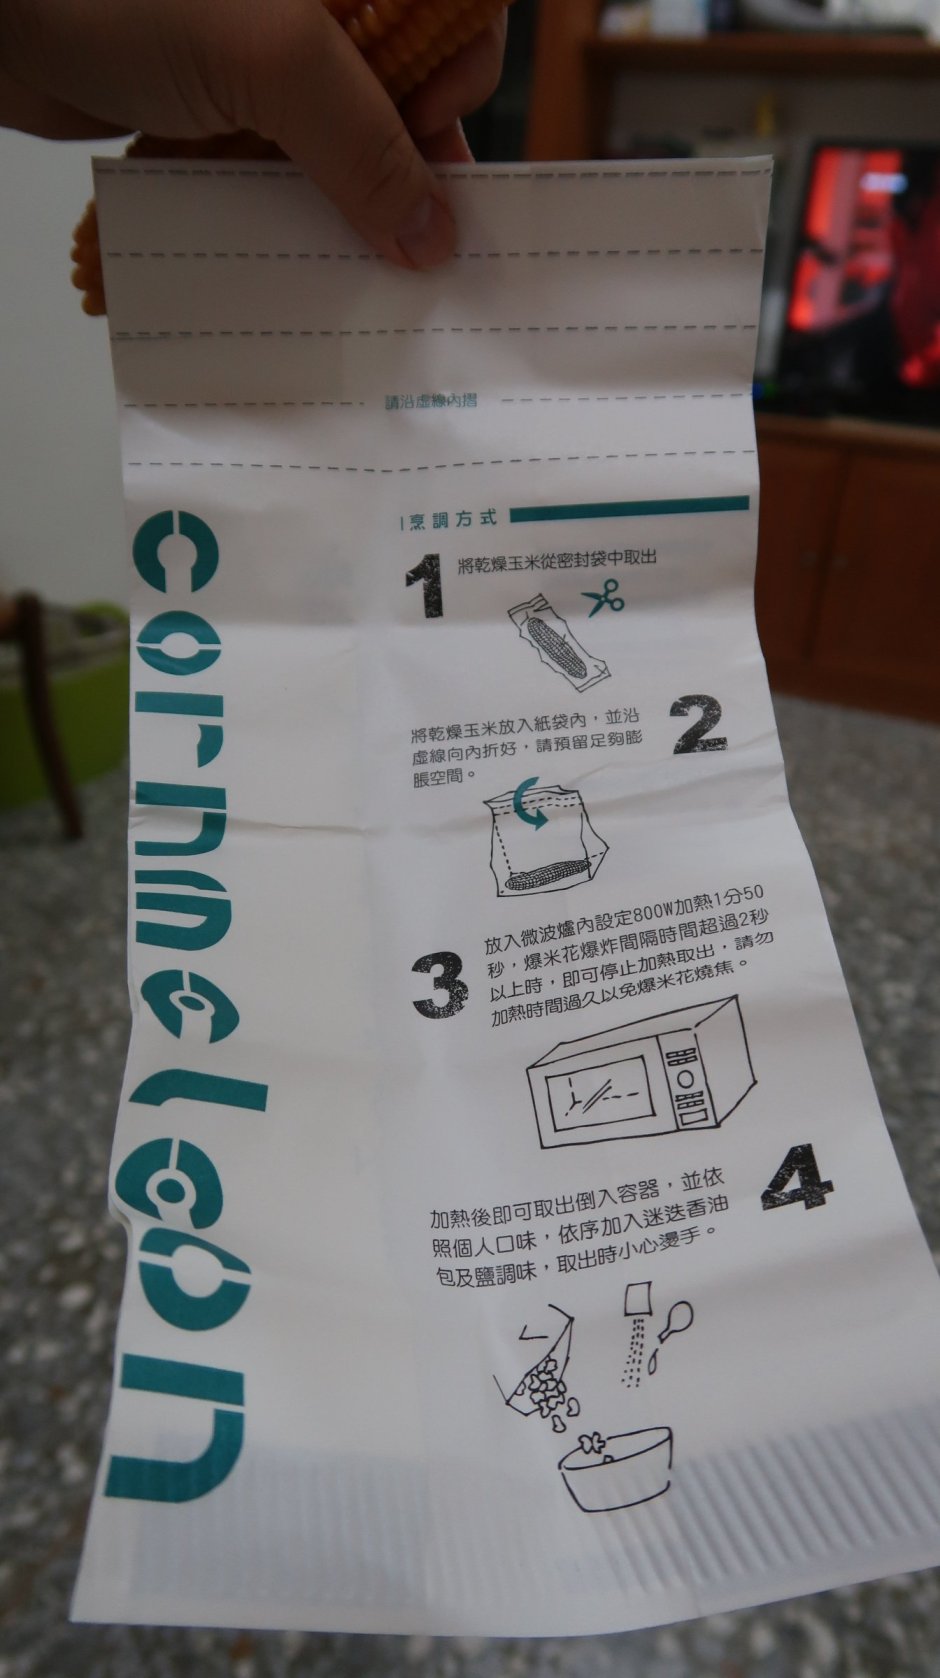 請沿虛線內摺
cornmelon
烹調方式
1
將乾燥玉米從密封袋中取出
2
將乾燥玉米放入紙袋內，並沿
虛線向內折好，請預留足夠膨
脹空間。
3
放入微波爐內設定800W加熱1分50
秒，爆米花爆炸間隔時間超過2秒
以上時，即可停止加熱取出，請勿
加熱時間過久以免爆米花燒焦。
4
加熱後即可取出倒入容器，並依
照個人口味，依序加入迷迭香油
包及鹽調味，取出時小心燙手。